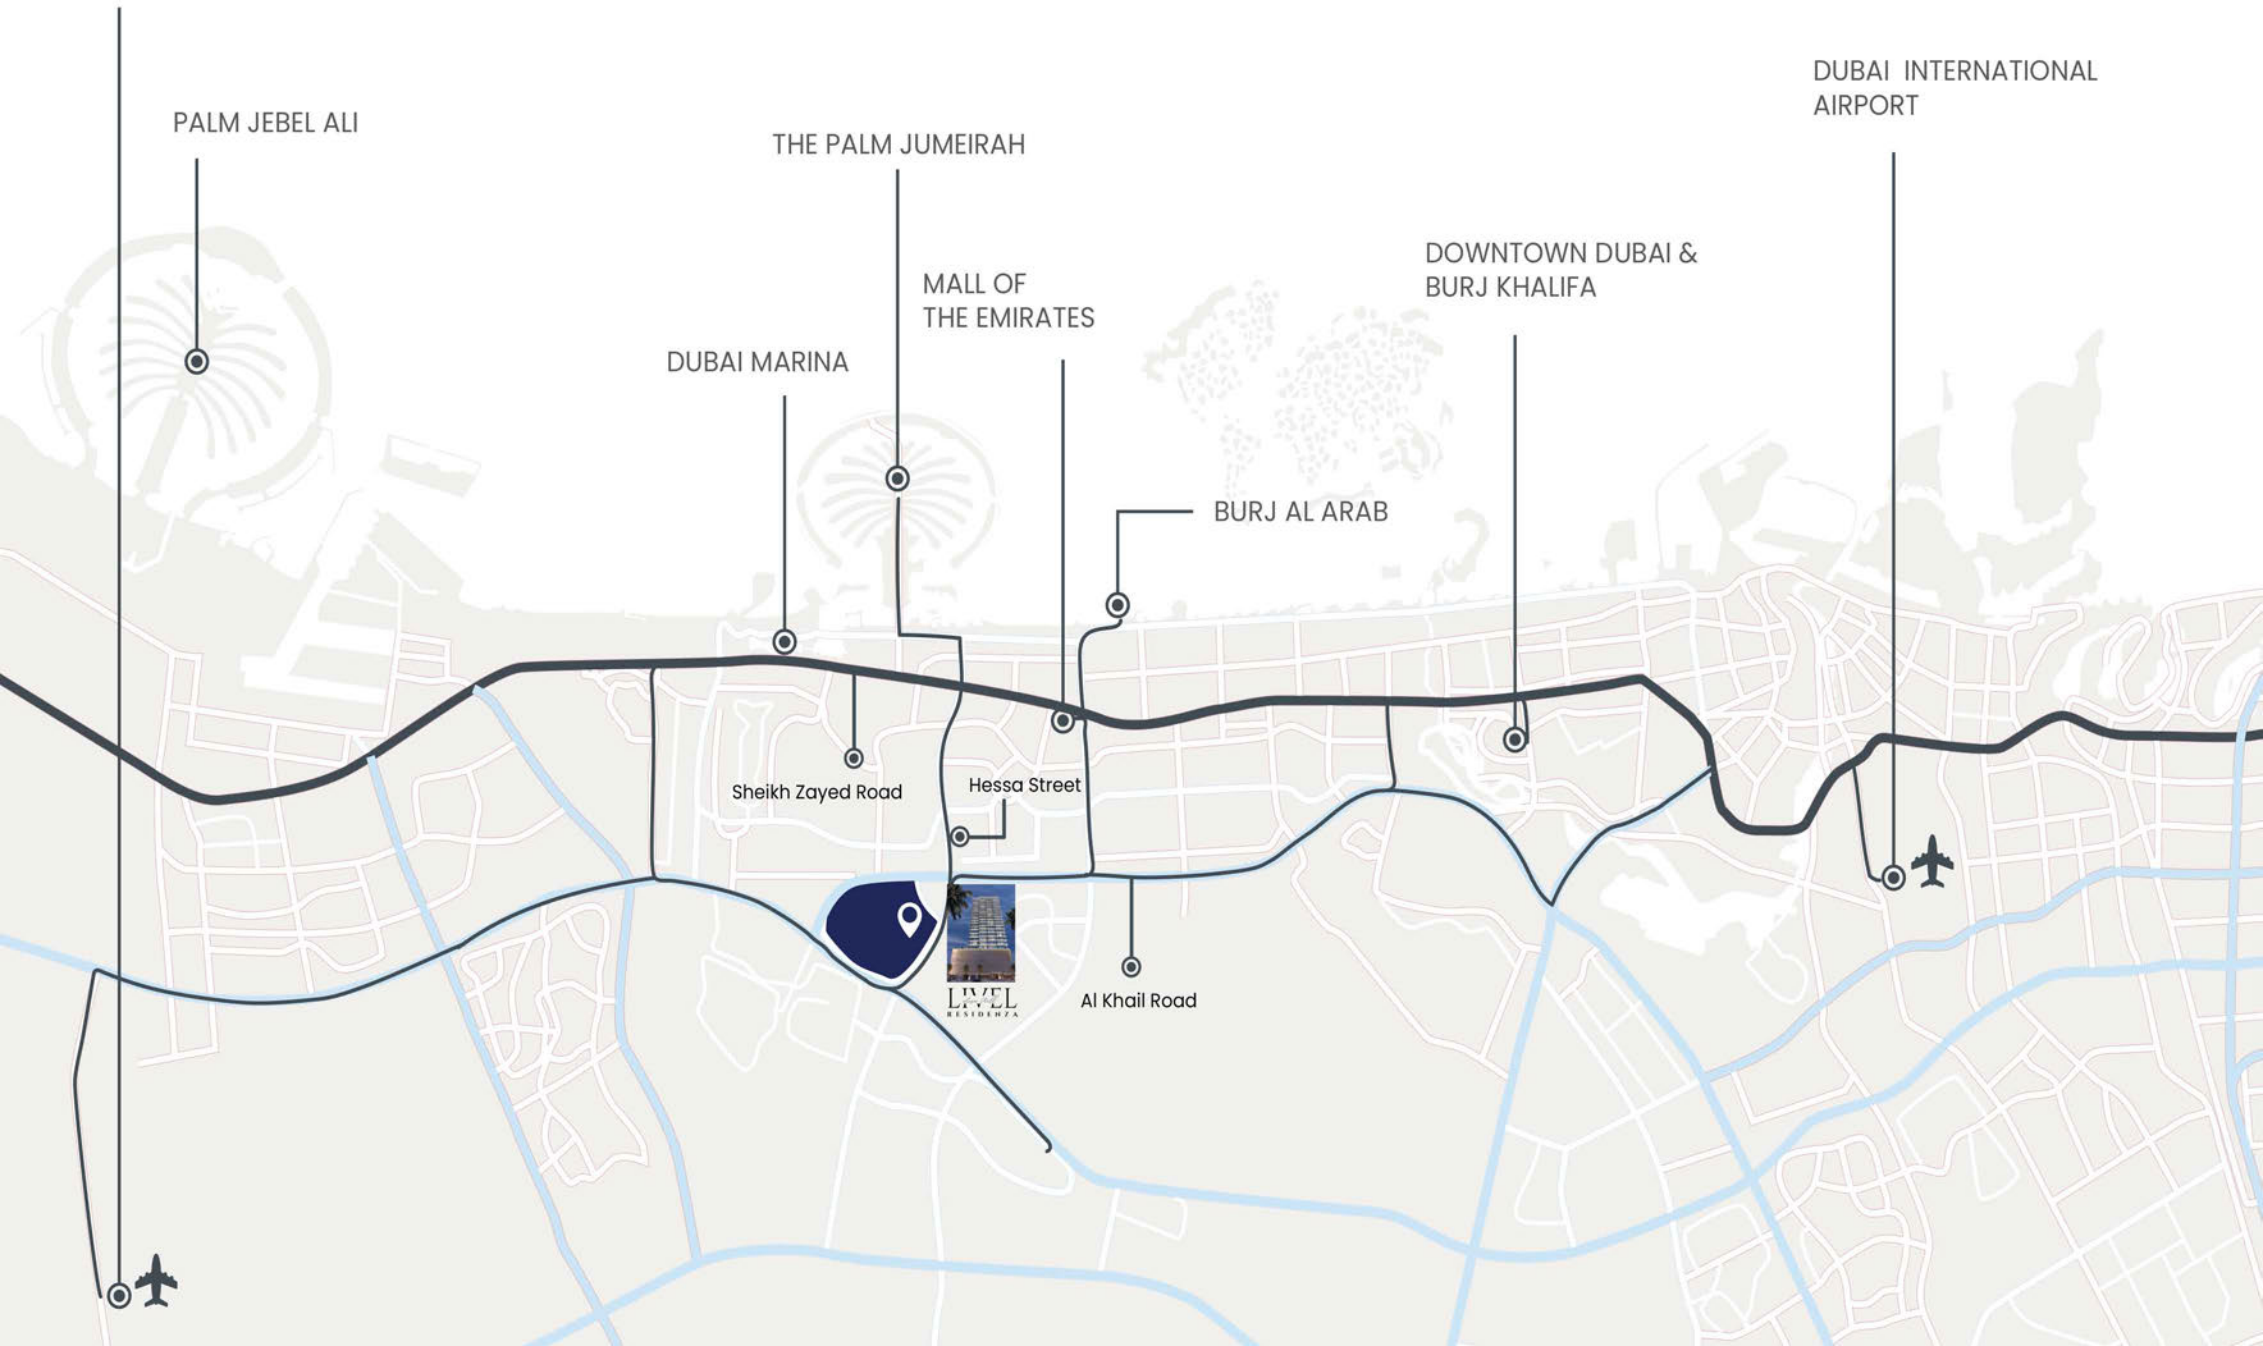 DUBAI INTERNATIONAL
AIRPORT
PALM JEBEL ALI
THE PALM JUMEIRAH
DOWNTOWN DUBAI &
BURJ KHALIFA
MALL OF
THE EMIRATES
DUBAI MARINA
BURJ AL ARAB
Sheikh Zayed Road
Hessa Street
LIVEL
RESIDENZA
Al Khail Road